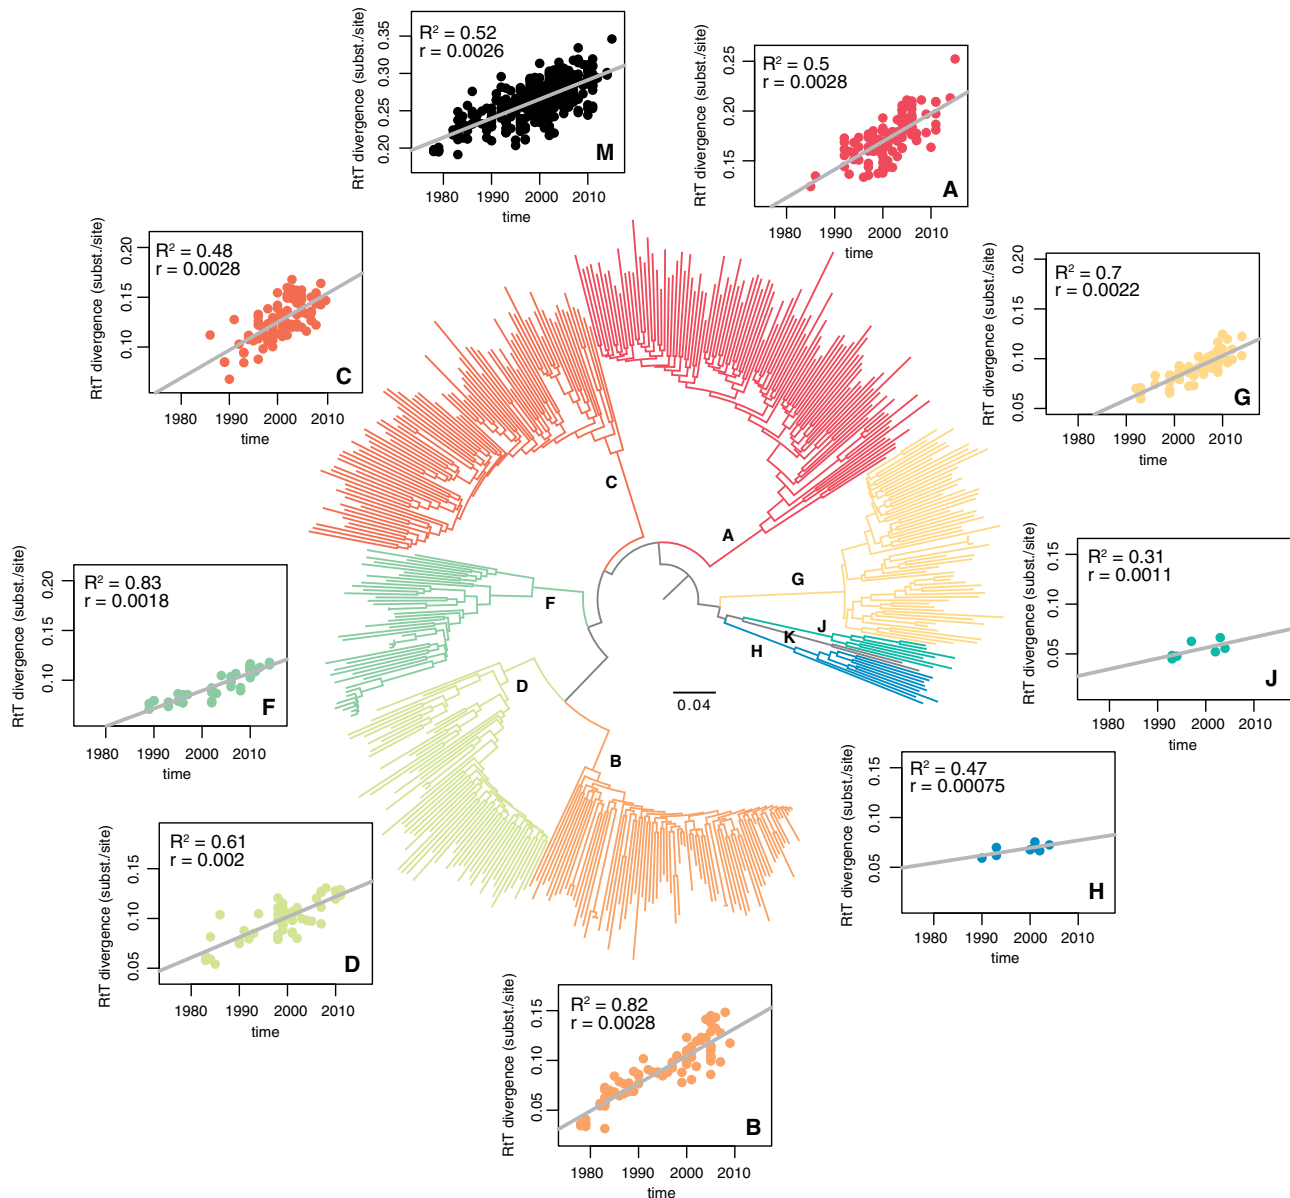 RtT divergence (subst./site)
0.35
0.30
0.25
0.20
R² = 0.52
r = 0.0026
M
1980 1990 2000 2010
time
RtT divergence (subst./site)
0.25
0.20
0.15
R² = 0.5
r = 0.0028
A
1980 1990 2000 2010
time
RtT divergence (subst./site)
0.20
0.15
0.10
R² = 0.48
r = 0.0028
C
1980 1990 2000 2010
time
RtT divergence (subst./site)
0.20
0.15
0.10
0.05
R² = 0.7
r = 0.0022
G
1980 1990 2000 2010
time
C
A
G
F
J
K
H
D
B
0.04
RtT divergence (subst./site)
0.20
0.15
0.10
R² = 0.83
r = 0.0018
F
1980 1990 2000 2010
time
RtT divergence (subst./site)
0.15
0.10
0.05
R² = 0.31
r = 0.0011
J
1980 1990 2000 2010
time
RtT divergence (subst./site)
0.15
0.10
0.05
R² = 0.47
r = 0.00075
H
1980 1990 2000 2010
time
RtT divergence (subst./site)
0.15
0.10
0.05
R² = 0.61
r = 0.002
D
1980 1990 2000 2010
time
RtT divergence (subst./site)
0.15
0.10
0.05
R² = 0.82
r = 0.0028
B
1980 1990 2000 2010
time